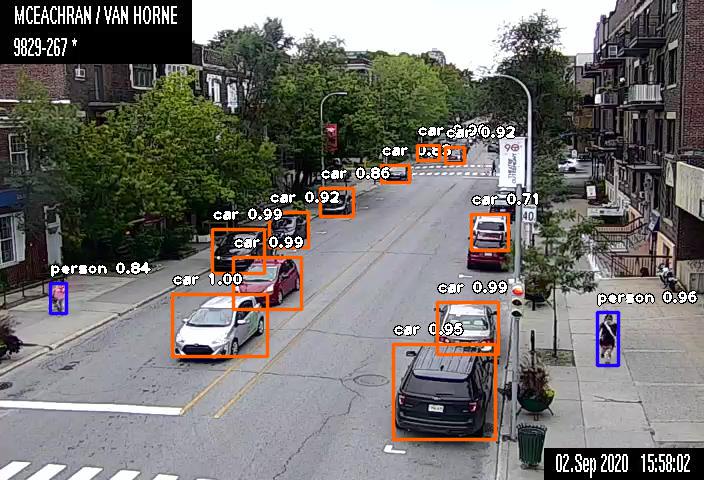 MCEACHRAN / VAN HORNE
9829-267 *
car 0.92
car 0.86
car 0.92
car 0.71
car 0.99
car 0.99
person 0.84
car 1.00
car 0.99
person 0.96
car 0.95
40
02.Sep 2020 15:58:02